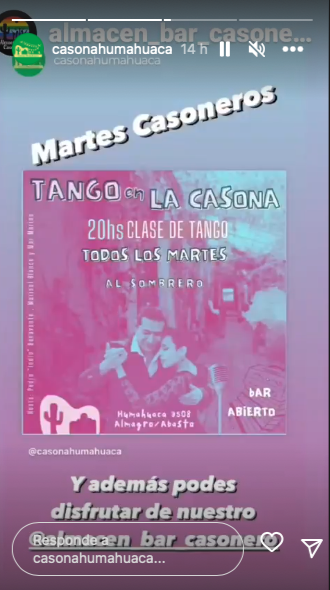 almacen_bar_casone...
casonahumahuaca 14 h
casonahumahuaca
Martes Casoneros
TANGO en LA CASONA
20hs CLASE DE TANGO
TODOS LOS MARTES
AL SOMBRERO
bAR
AbIERTO
Humahuaca 3508
Almagro/Abasto
@casonahumahuaca
Y además podes
disfrutar de nuestro
@almacen_bar_casonero
Responde a
casonahumahuaca...